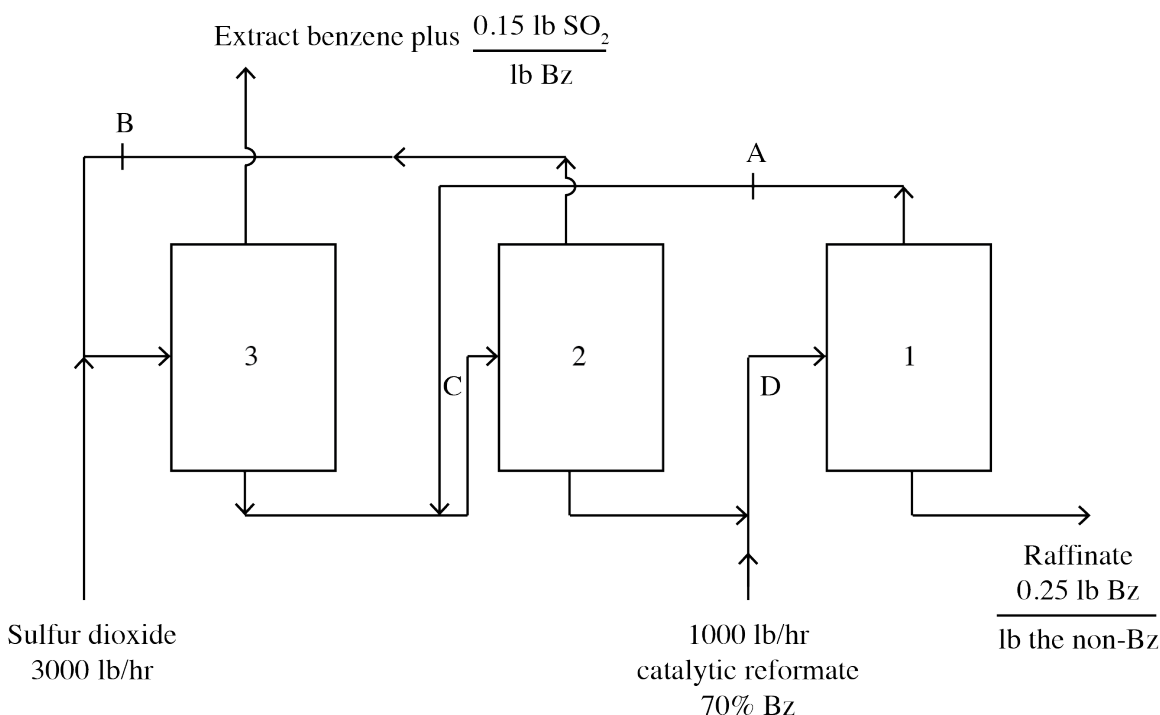 Extract benzene plus 0.15 lb SO₂
lb Bz
B
A
3
2
1
C
D
Sulfur dioxide
3000 lb/hr
1000 lb/hr
catalytic reformate
70% Bz
Raffinate
0.25 lb Bz
lb the non-Bz